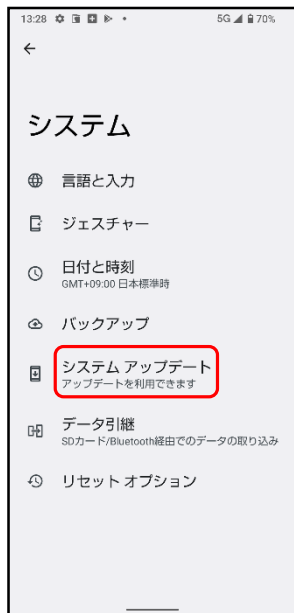 13:28 5G 70%
システム
言語と入力
ジェスチャー
日付と時刻
GMT+09:00 日本標準時
バックアップ
システム アップデート
アップデートを利用できます
データ引継
SDカード/Bluetooth経由でのデータの取り込み
リセット オプション